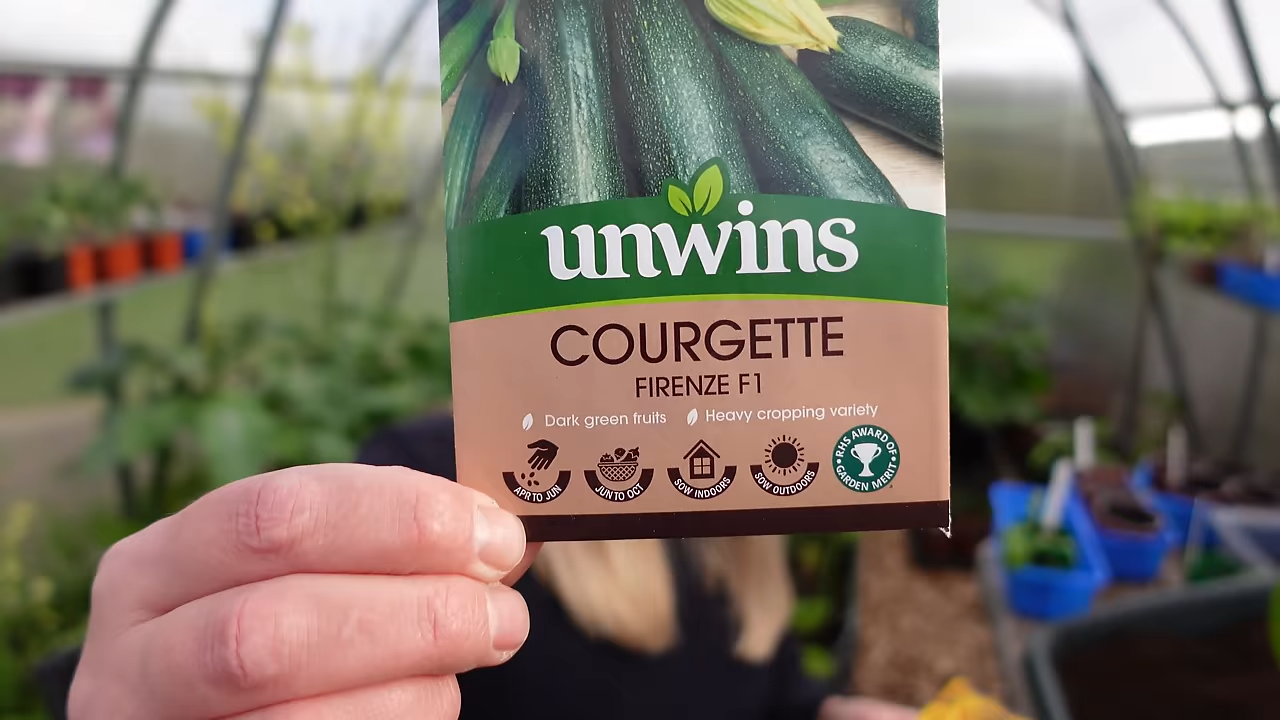 unwins
COURGETTE
FIRENZE F1
Dark green fruits Heavy cropping variety
APR TO JUN JUN TO OCT SOW INDOORS SOW OUTDOORS RHS AWARD OF GARDEN MERIT